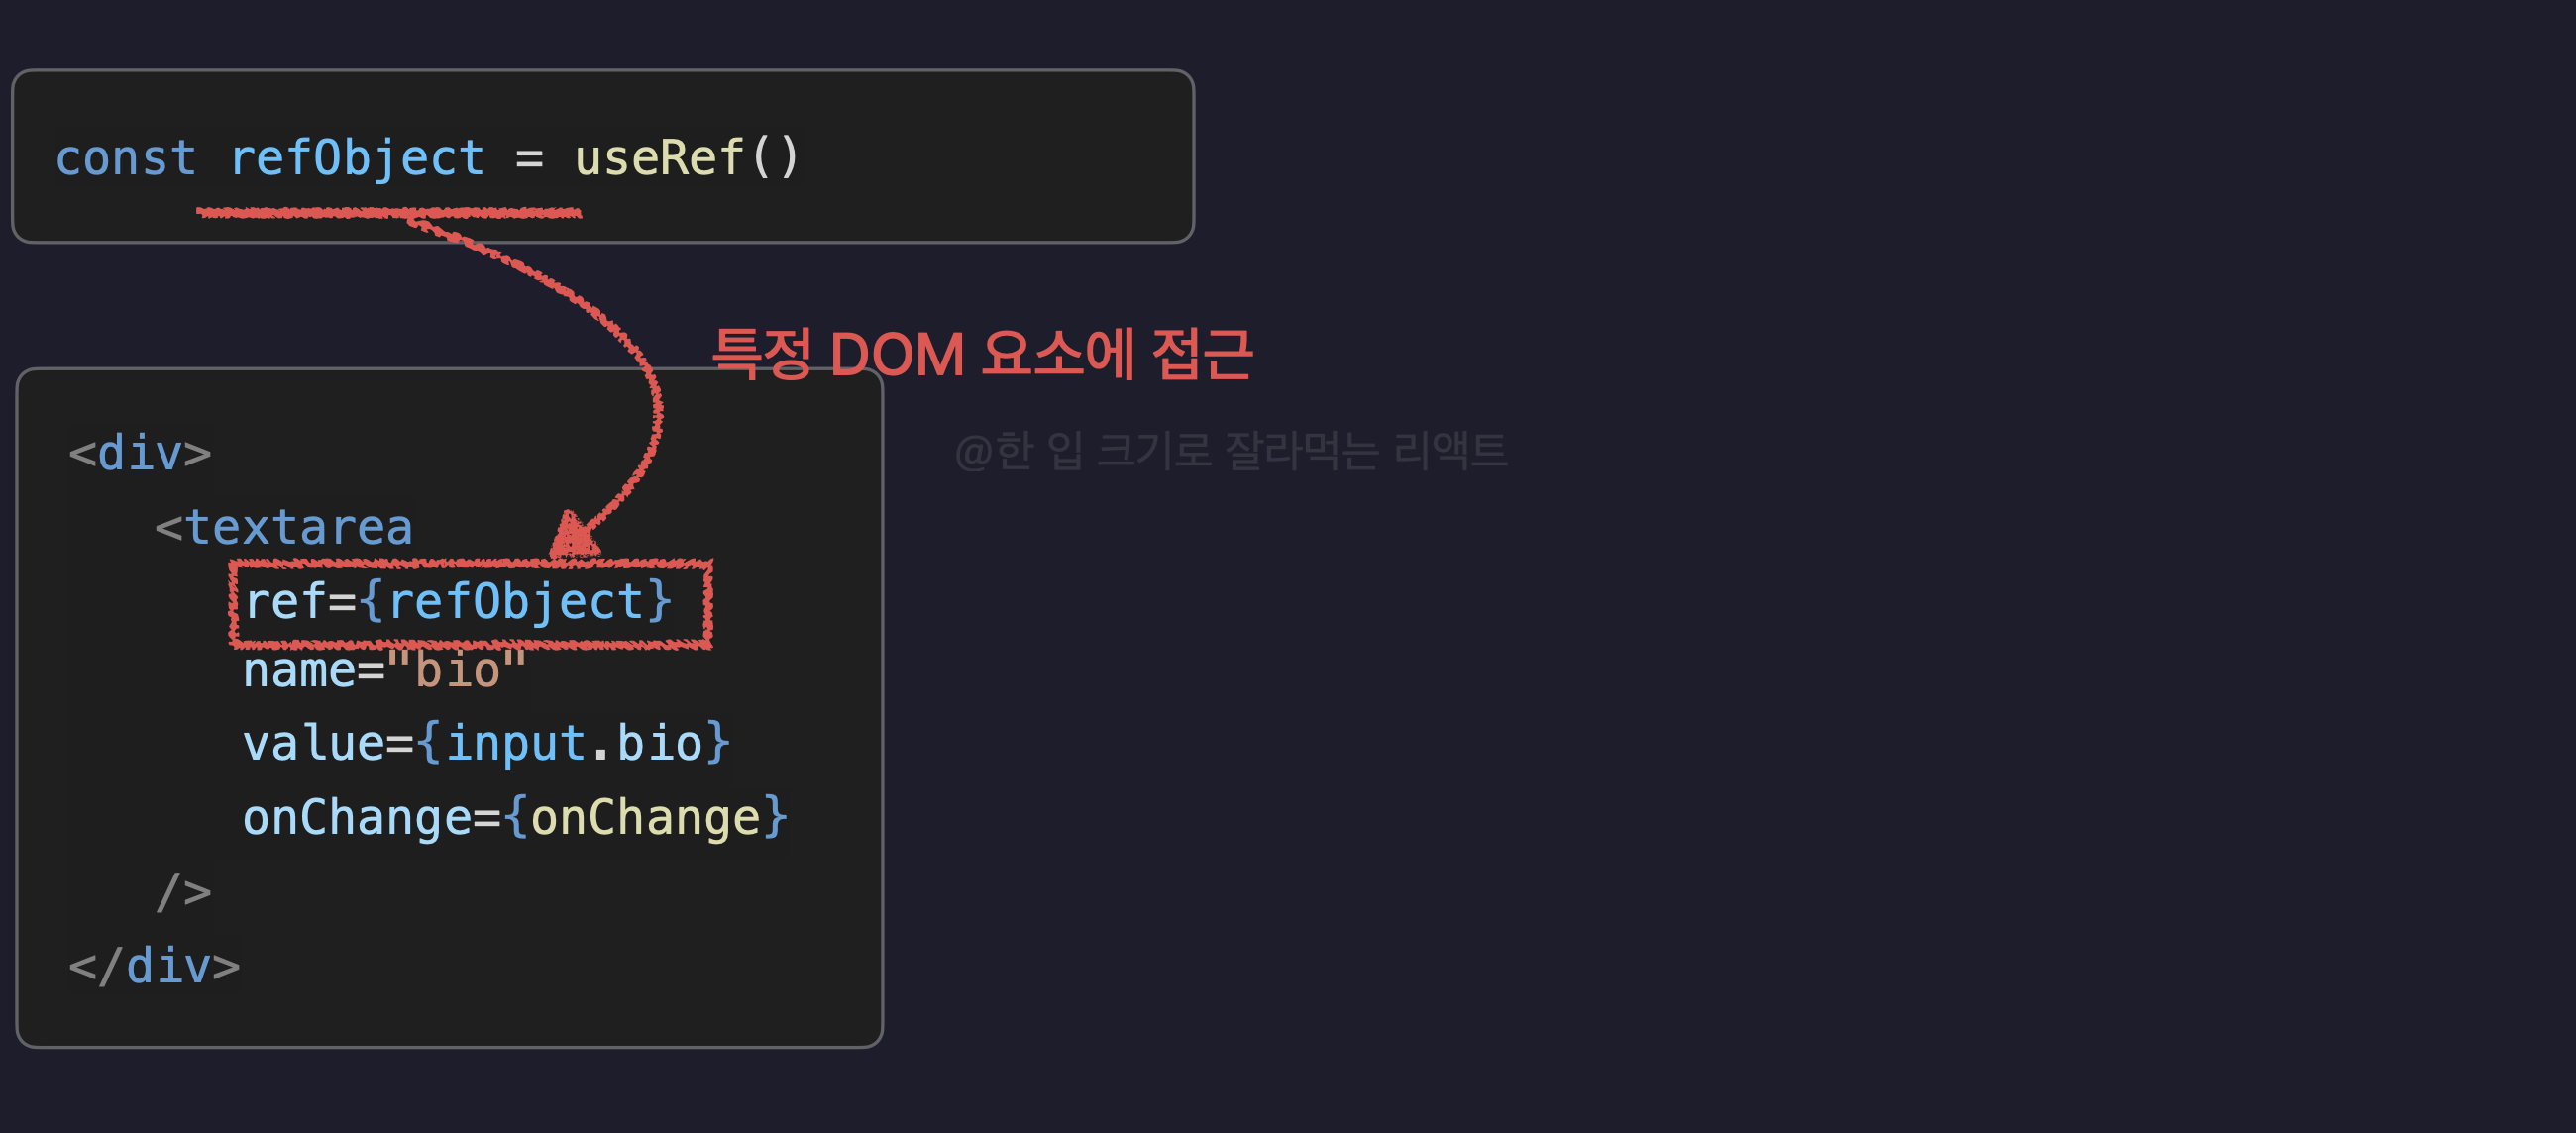 const refObject = useRef()
특정 DOM 요소에 접근
@한 입 크기로 잘라먹는 리액트
<div>
<textarea
ref={refObject}
name="bio"
value={input.bio}
onChange={onChange}
/>
</div>